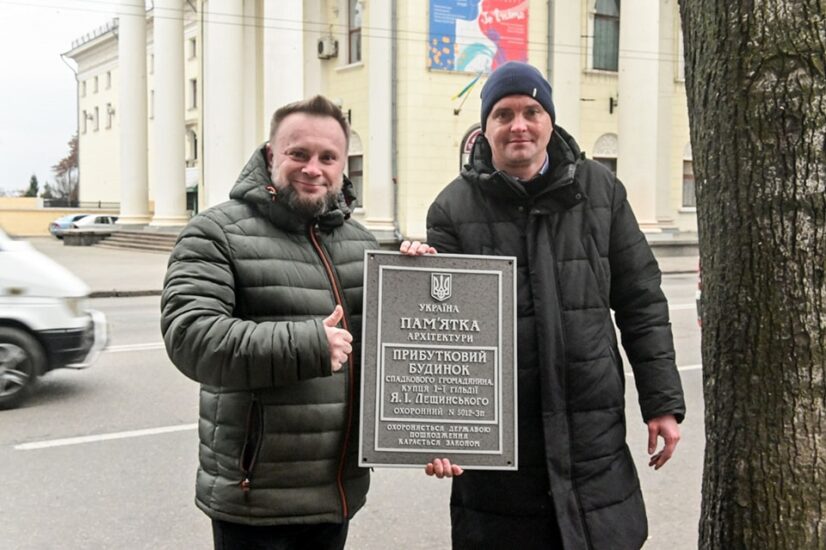 Україна
Пам'ятка
архітектури
Прибутковий
будинок
спадкового громадянина,
купця 1-ї гільдії
Я. І. Лещинського
Охоронний № 5012-Зп
Охороняється державою
пошкодження
карається законом